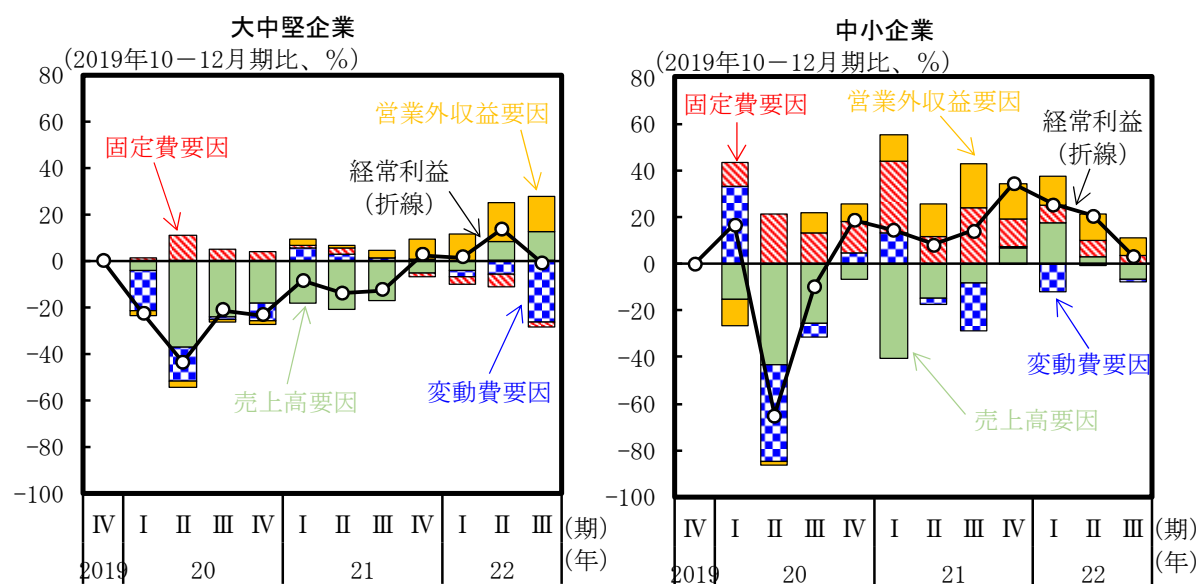 大中堅企業
(2019年10－12月期比、%)
80
60
40
20
0
-20
-40
-60
-80
-100
固定費要因
営業外収益要因
経常利益
(折線)
売上高要因
変動費要因
Ⅳ Ⅰ Ⅱ Ⅲ Ⅳ Ⅰ Ⅱ Ⅲ Ⅳ Ⅰ Ⅱ Ⅲ (期)
2019 20 21 22 (年)
中小企業
(2019年10－12月期比、%)
80
60
40
20
0
-20
-40
-60
-80
-100
固定費要因
営業外収益要因
経常利益
(折線)
変動費要因
売上高要因
Ⅳ Ⅰ Ⅱ Ⅲ Ⅳ Ⅰ Ⅱ Ⅲ Ⅳ Ⅰ Ⅱ Ⅲ (期)
2019 20 21 22 (年)